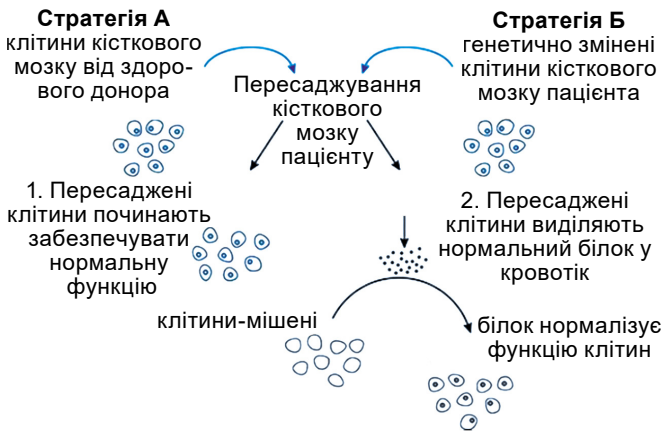 Стратегія А
клітини кісткового
мозку від здоро-
вого донора
Стратегія Б
генетично змінені
клітини кісткового
мозку пацієнта
Пересаджування
кісткового
мозку
пацієнту
1. Пересаджені
клітини починають
забезпечувати
нормальну
функцію
2. Пересаджені
клітини виділяють
нормальний білок у
кровотік
клітини-мішені
білок нормалізує
функцію клітин